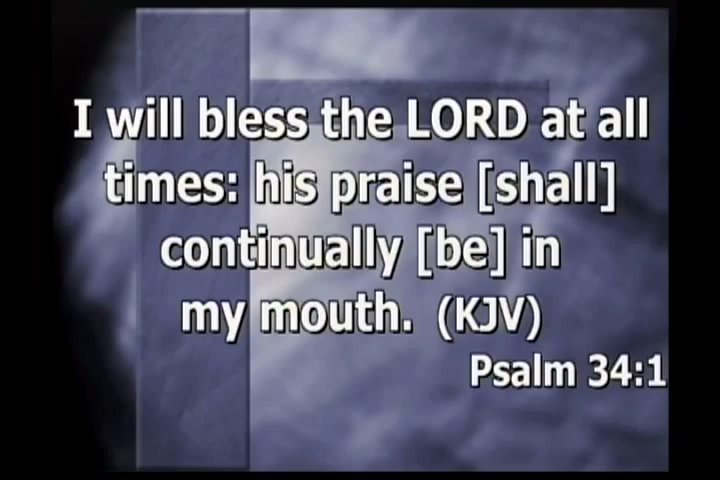 I will bless the LORD at all
times: his praise [shall]
continually [be] in
my mouth. (KJV)
Psalm 34:1